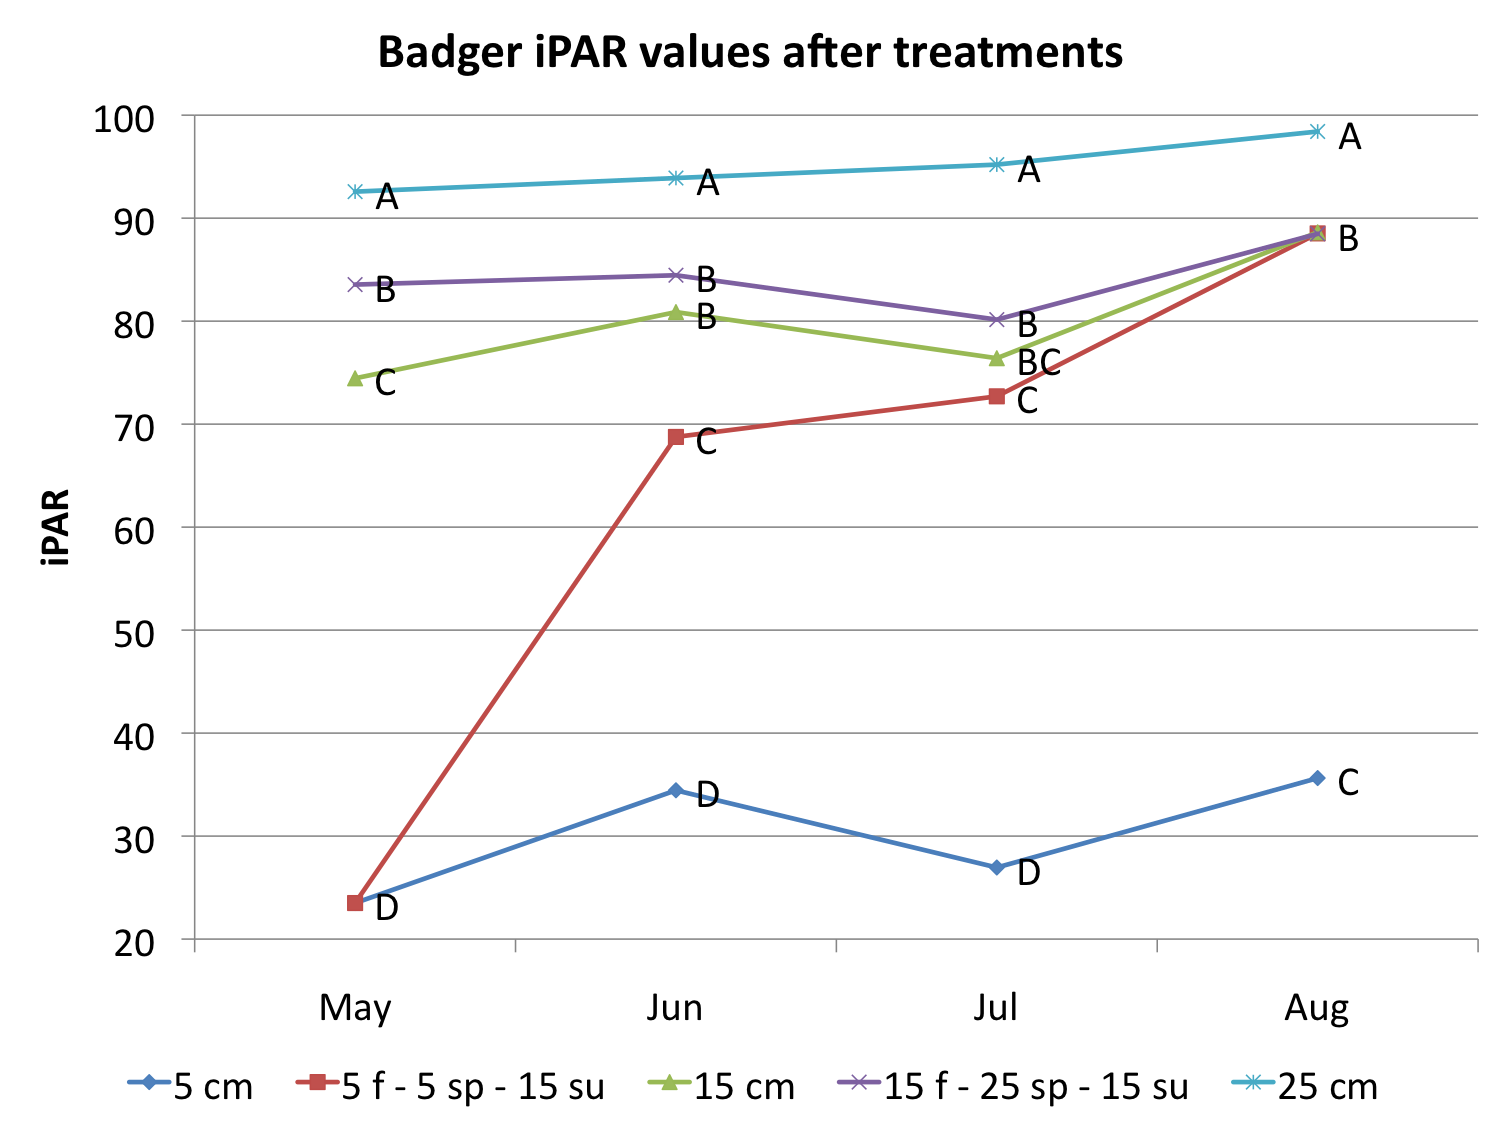 Badger iPAR values after treatments
100
90
80
70
60
50
40
30
20
iPAR
A
A
A
A
B
B
B
B
C
B
BC
C
C
D
D
D
C
May Jun Jul Aug
5 cm 5 f - 5 sp - 15 su 15 cm 15 f - 25 sp - 15 su 25 cm